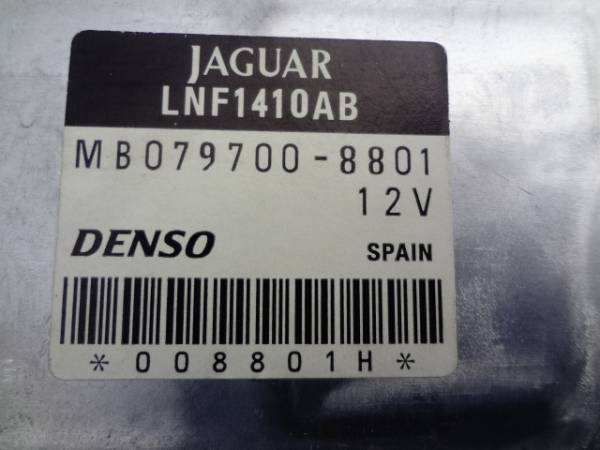 JAGUAR
LNF1410AB
MB079700-8801
12V
DENSO SPAIN
*008801H*